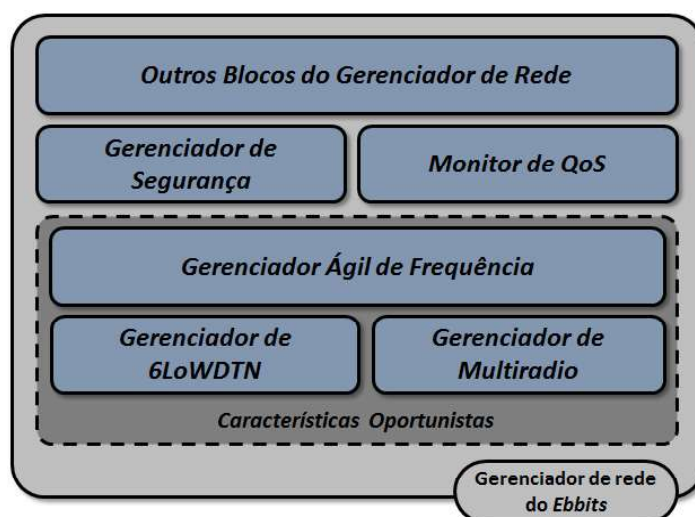 Outros Blocos do Gerenciador de Rede
Gerenciador de
Segurança
Monitor de QoS
Gerenciador Ágil de Frequência
Gerenciador de
6LoWDTN
Gerenciador de
Multiradio
Características Oportunistas
Gerenciador de rede
do Ebbits